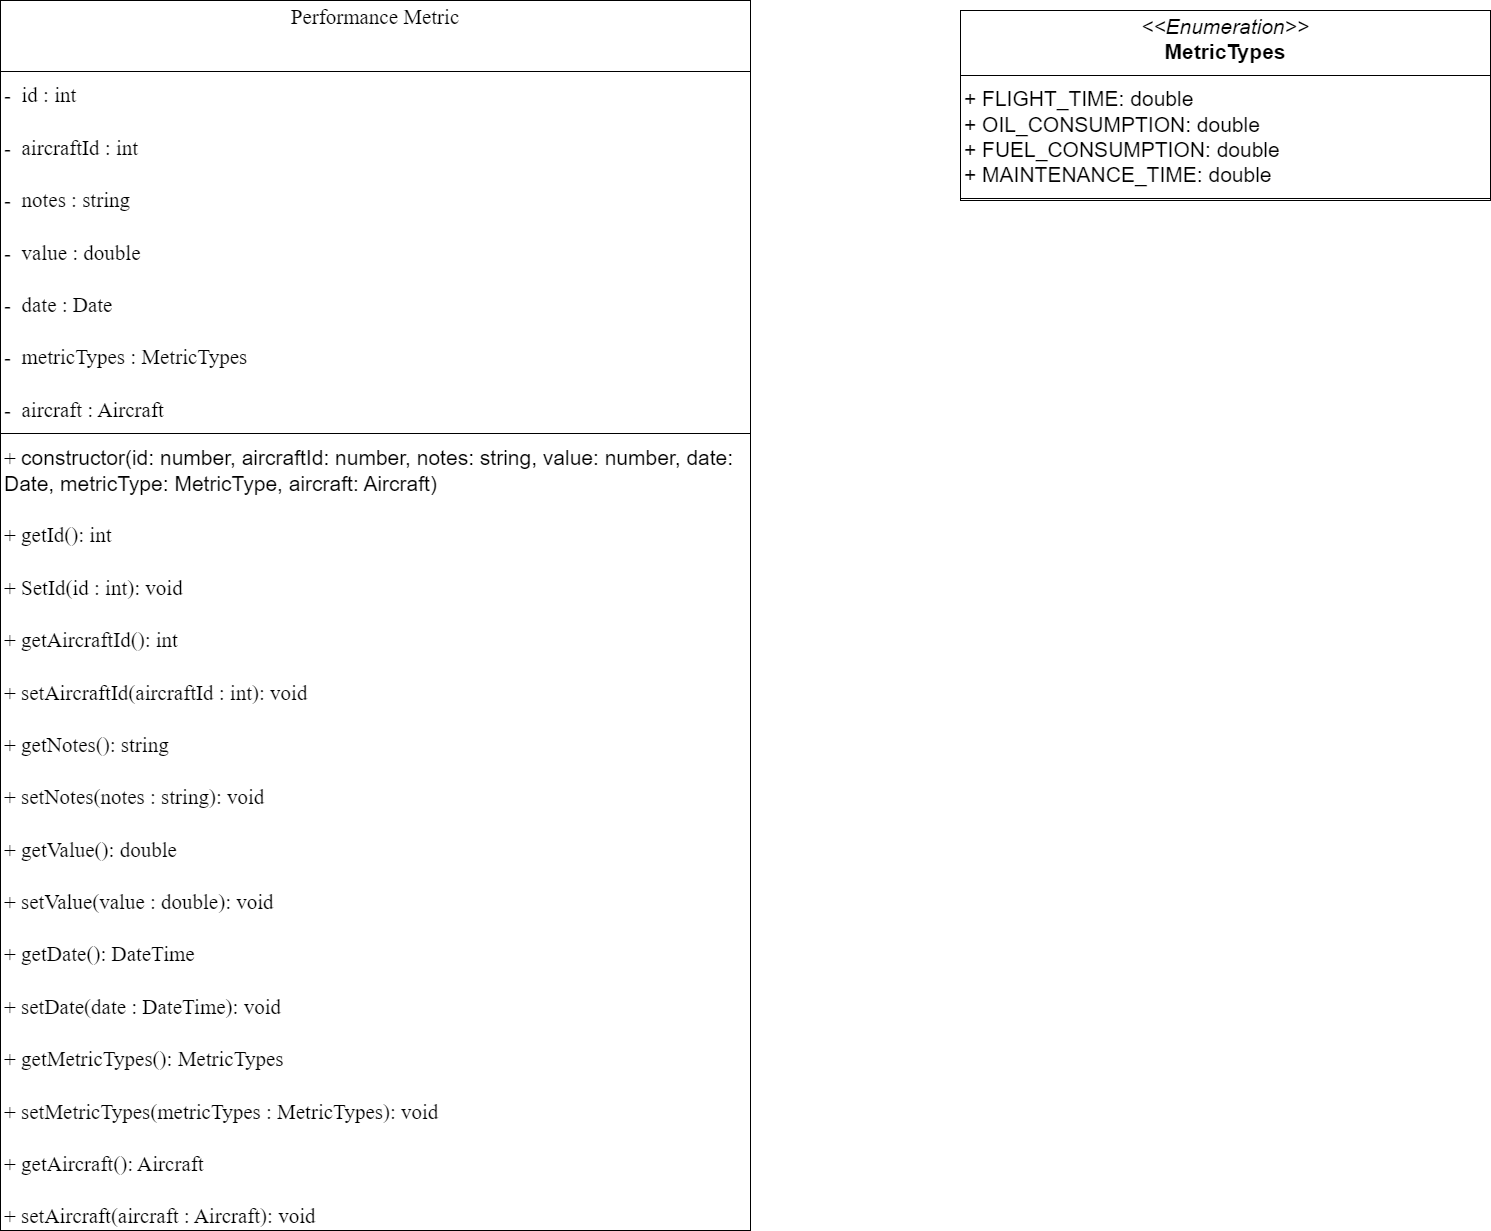 Performance Metric
- id : int
- aircraftId : int
- notes : string
- value : double
- date : Date
- metricTypes : MetricTypes
- aircraft : Aircraft
+ constructor(id: number, aircraftId: number, notes: string, value: number, date:
Date, metricType: MetricType, aircraft: Aircraft)
+ getId(): int
+ SetId(id : int): void
+ getAircraftId(): int
+ setAircraftId(aircraftId : int): void
+ getNotes(): string
+ setNotes(notes : string): void
+ getValue(): double
+ setValue(value : double): void
+ getDate(): DateTime
+ setDate(date : DateTime): void
+ getMetricTypes(): MetricTypes
+ setMetricTypes(metricTypes : MetricTypes): void
+ getAircraft(): Aircraft
+ setAircraft(aircraft : Aircraft): void
<<Enumeration>>
MetricTypes
+ FLIGHT_TIME: double
+ OIL_CONSUMPTION: double
+ FUEL_CONSUMPTION: double
+ MAINTENANCE_TIME: double